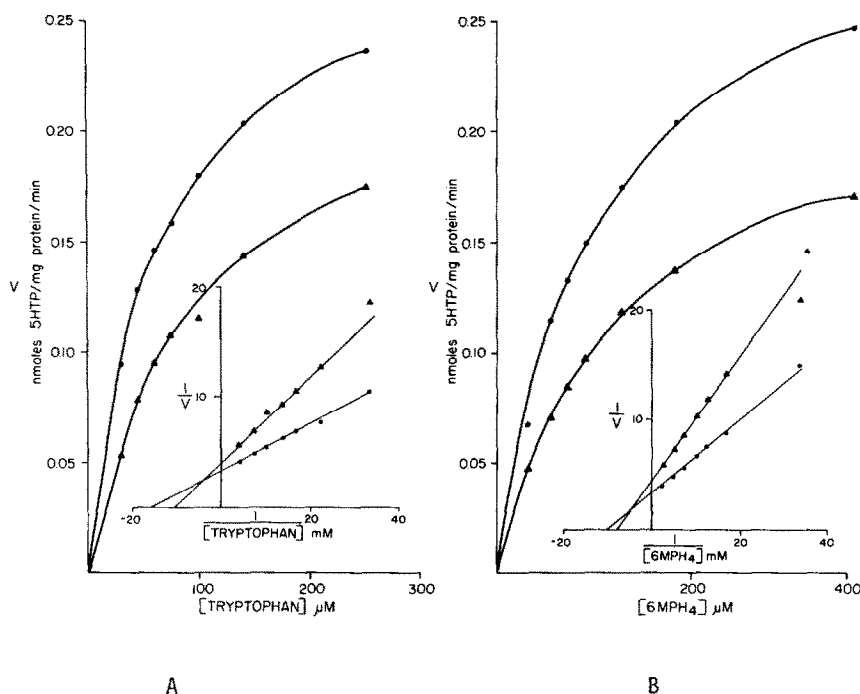 0.25
0.20
0.15
0.10
0.05
V
nmoles 5HTP/mg protein/min
100
200
300
[TRYPTOPHAN] μM
20
10
1
V
-20
20
40
1
[TRYPTOPHAN] mM
A
0.25
0.20
0.15
0.10
0.05
V
nmoles 5HTP/mg protein/min
200
400
[6MPH4] μM
20
10
1
V
-20
20
40
1
[6MPH4] mM
B